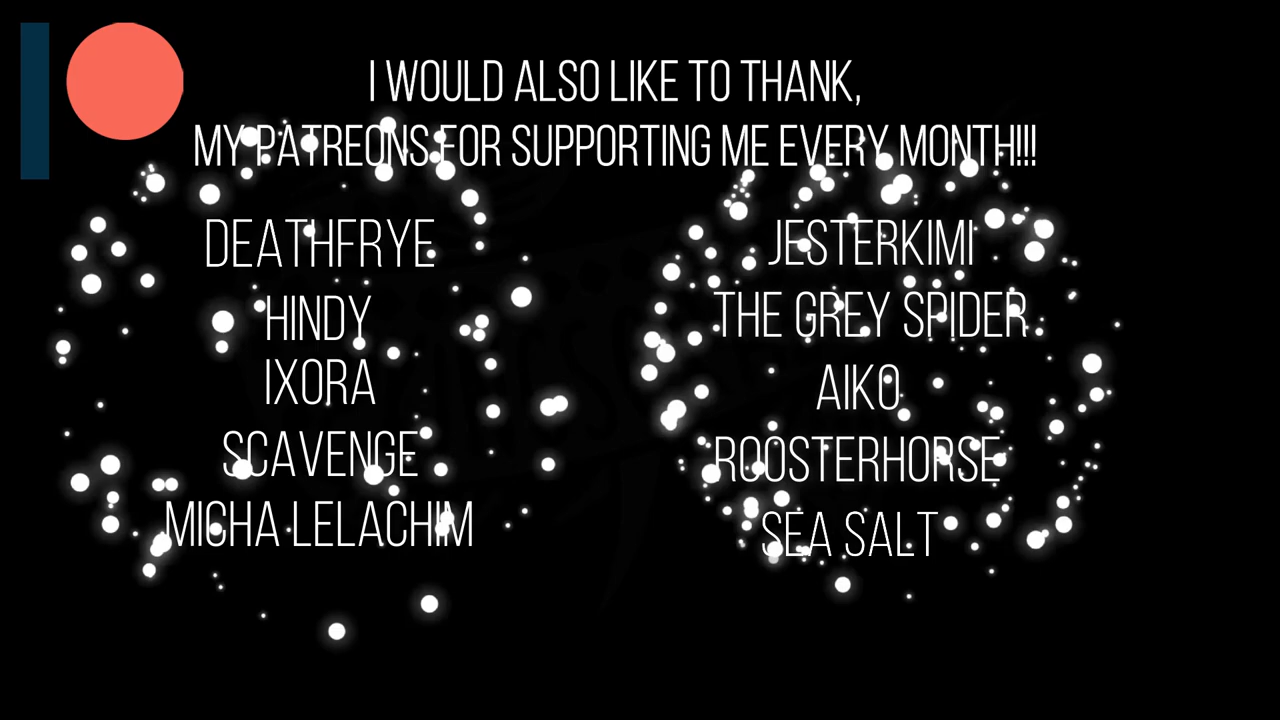 I WOULD ALSO LIKE TO THANK,
MY PATREONS FOR SUPPORTING ME EVERY MONTH!!!
DEATHFRYE
HINDY
IXORA
SCAVENGE
MICHA LELACHIM
JESTERKIMI
THE GREY SPIDER
AIKO
ROOSTERHORSE
SEA SALT